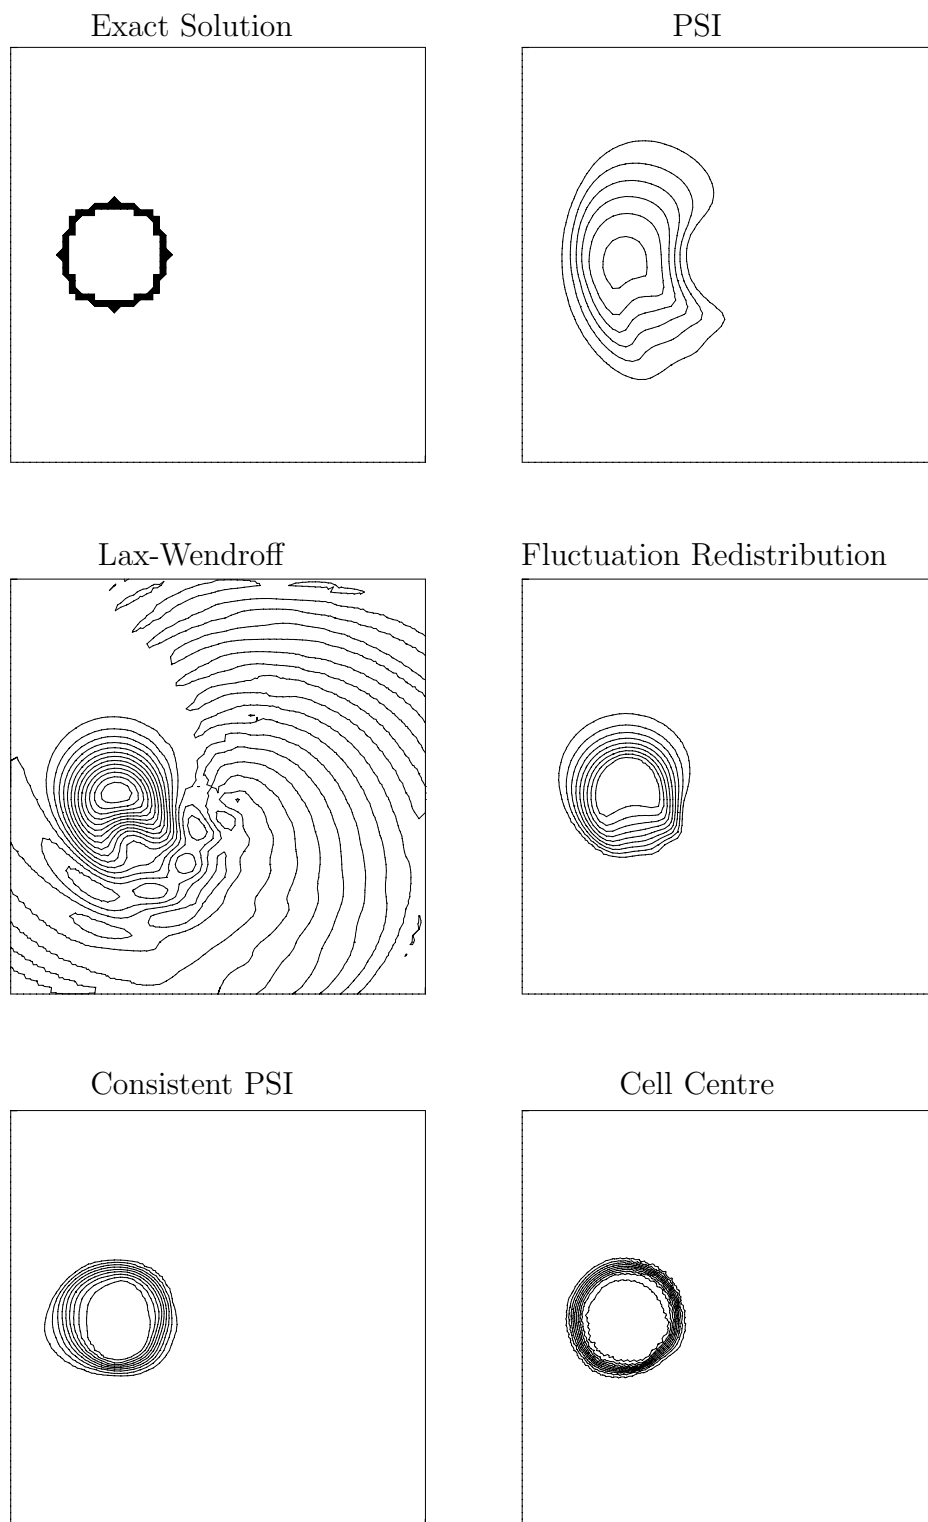 Exact Solution
PSI
Lax-Wendroff
Fluctuation Redistribution
Consistent PSI
Cell Centre